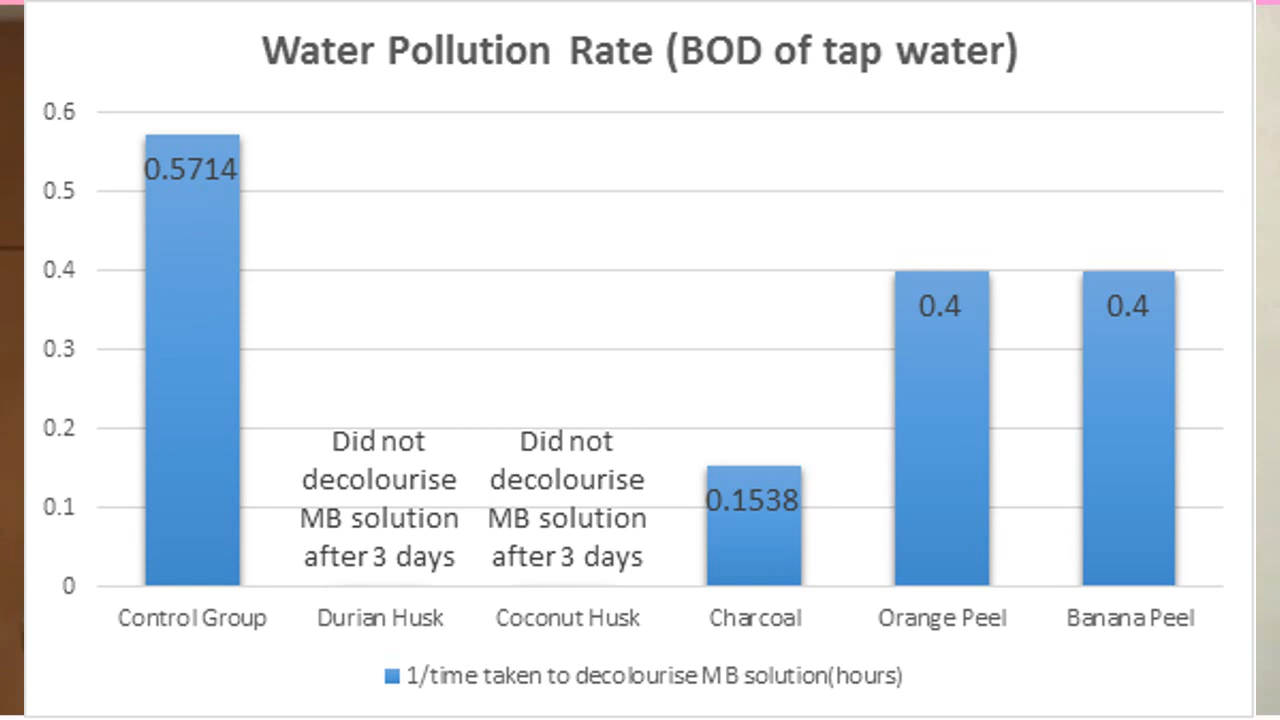 Water Pollution Rate (BOD of tap water)
0.6
0.5
0.4
0.3
0.2
0.1
0
0.5714
Did not
decolourise
MB solution
after 3 days
Did not
decolourise
MB solution
after 3 days
0.1538
0.4
0.4
Control Group
Durian Husk
Coconut Husk
Charcoal
Orange Peel
Banana Peel
1/time taken to decolourise MB solution(hours)